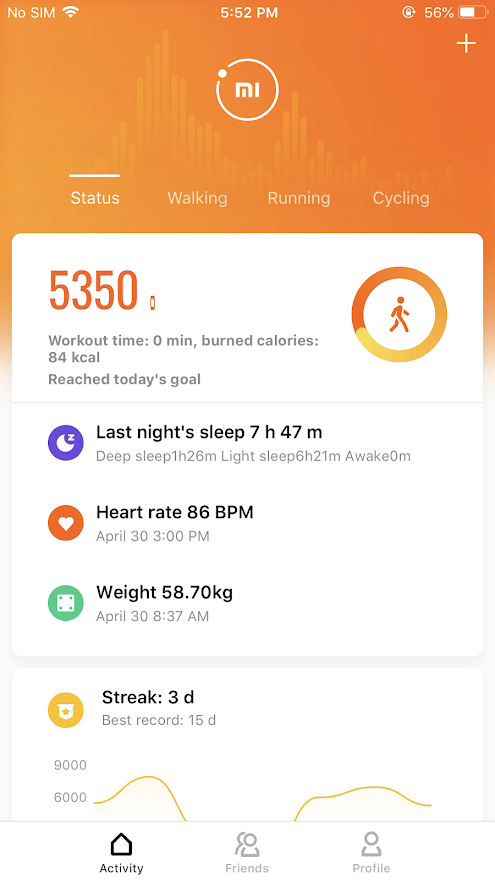 No SIM 5:52 PM 56%
mi
Status Walking Running Cycling
5350
Workout time: 0 min, burned calories:
84 kcal
Reached today's goal
Last night's sleep 7 h 47 m
Deep sleep1h26m Light sleep6h21m Awake0m
Heart rate 86 BPM
April 30 3:00 PM
Weight 58.70kg
April 30 8:37 AM
Streak: 3 d
Best record: 15 d
9000
6000
Activity Friends Profile